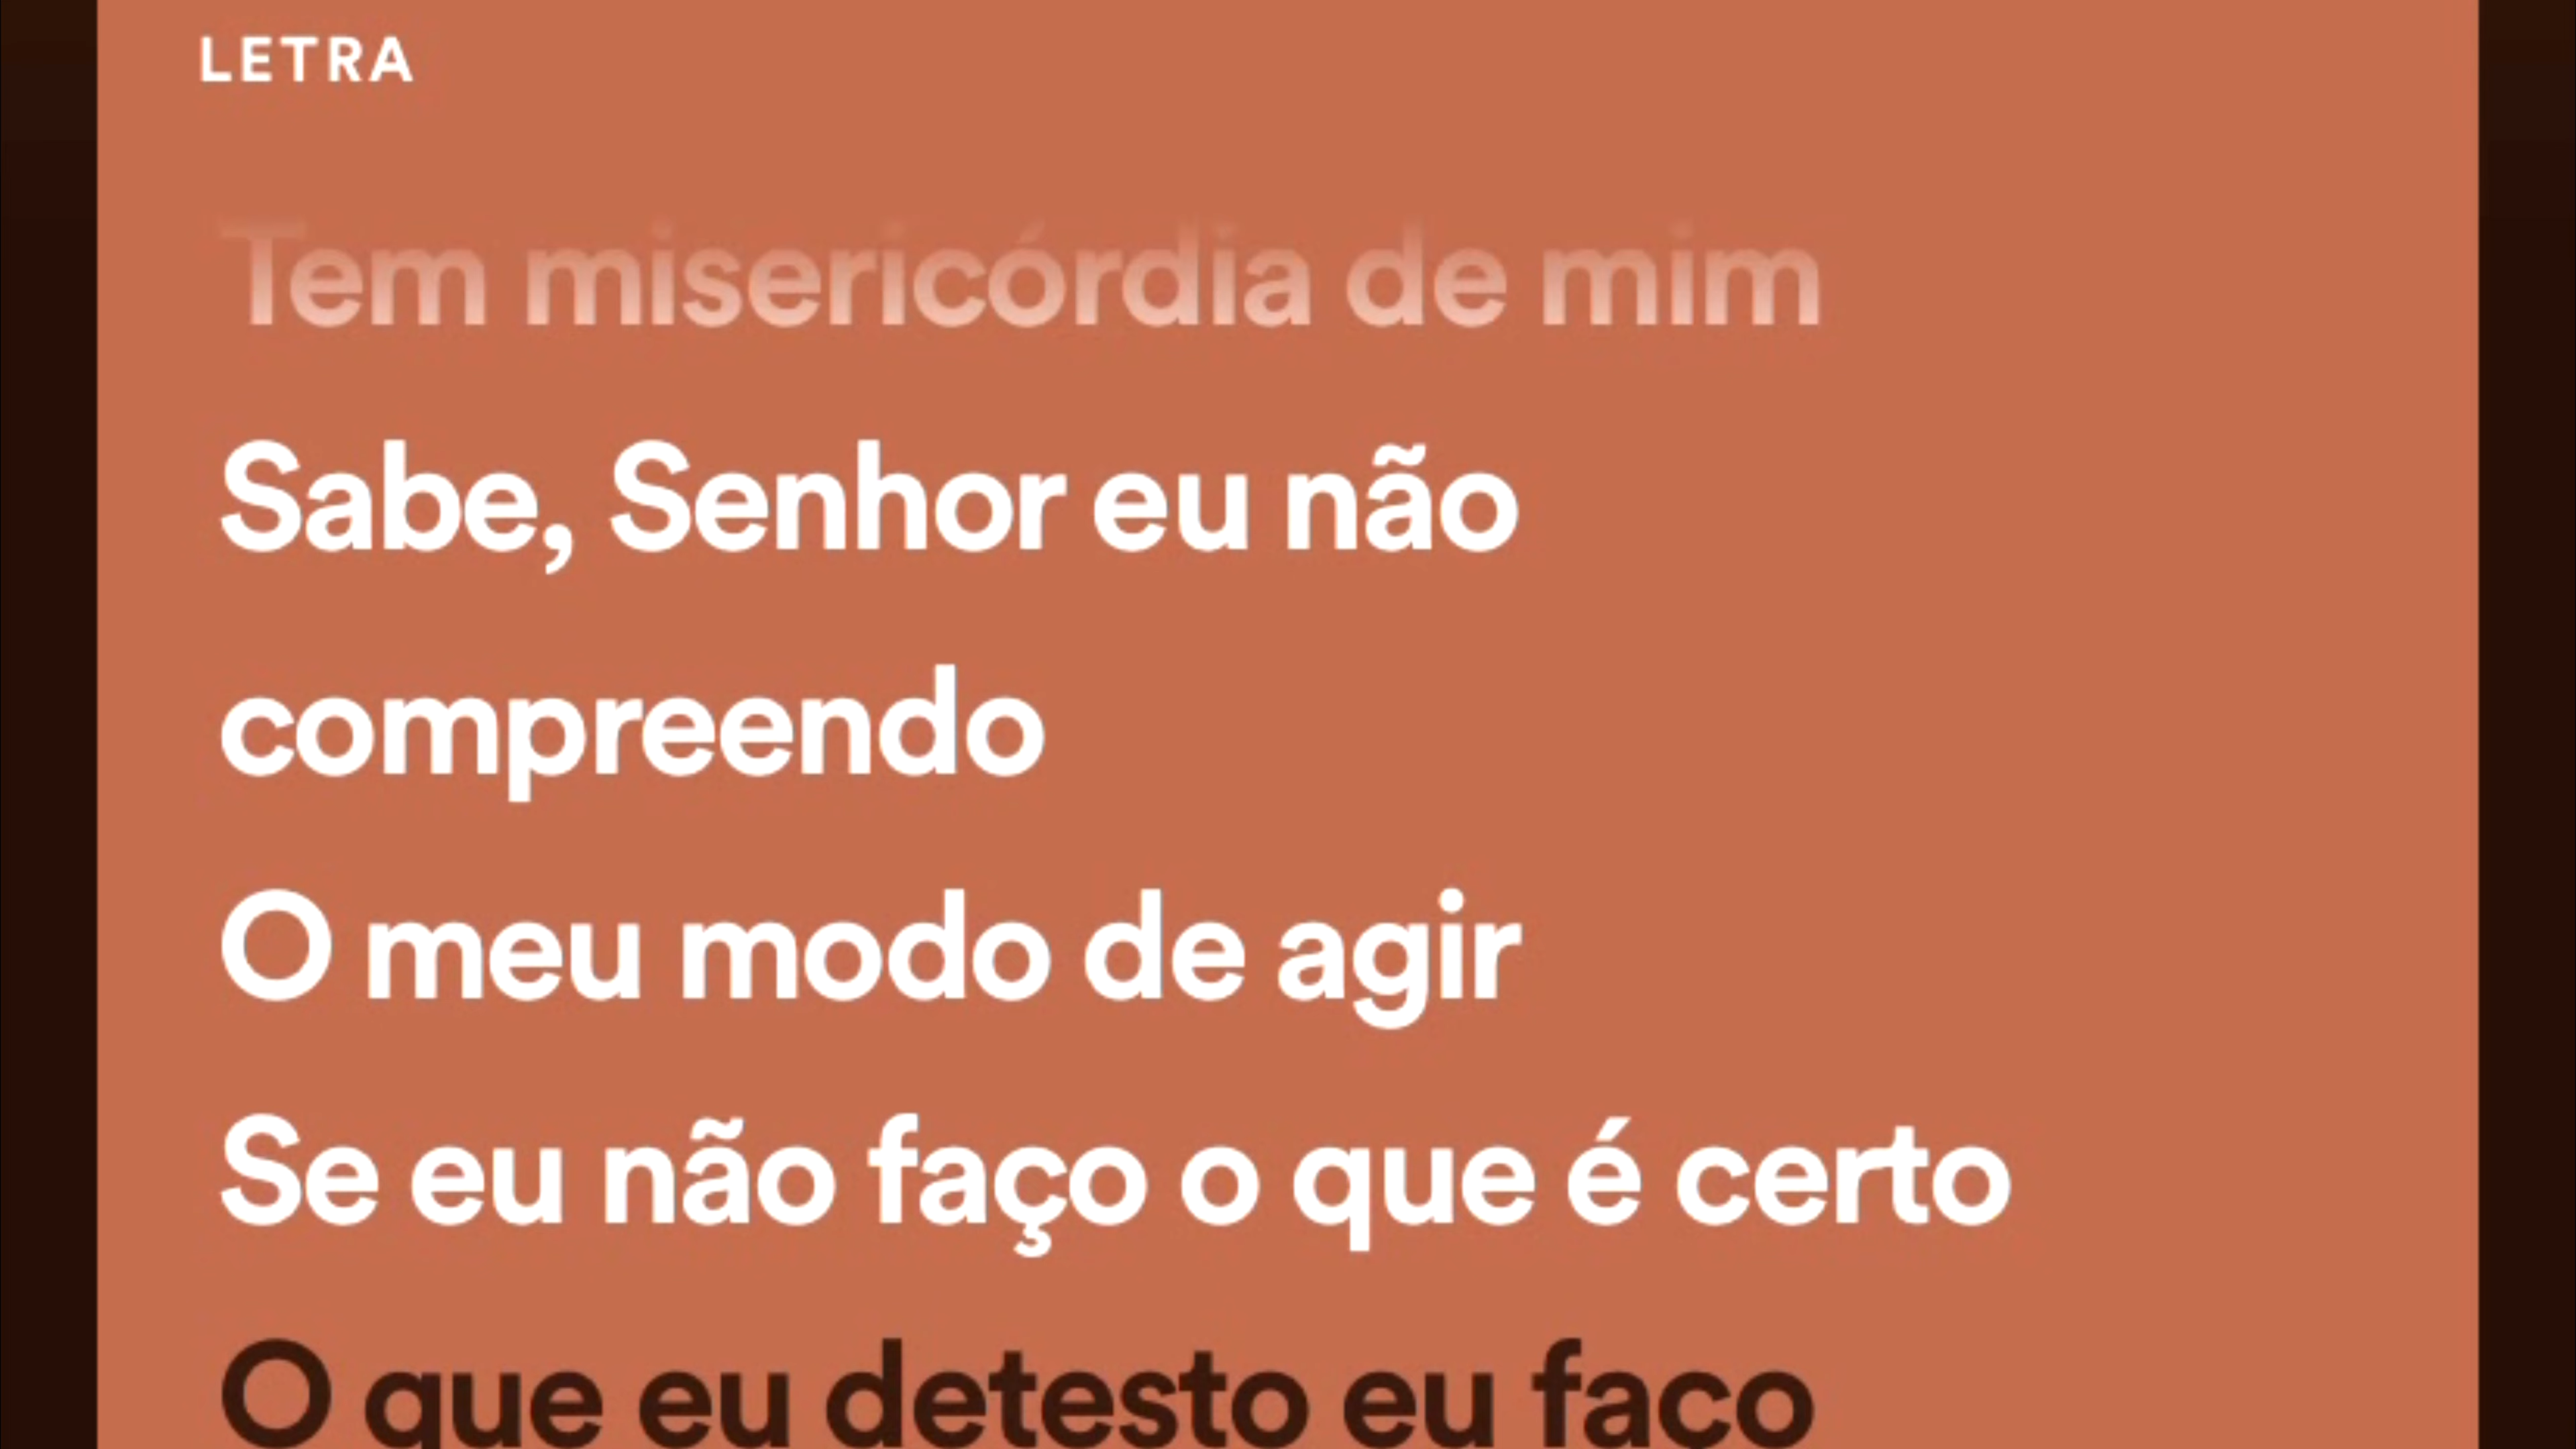 LETRA
Tem misericórdia de mim
Sabe, Senhor eu não
compreendo
O meu modo de agir
Se eu não faço o que é certo
O que eu detesto eu faço